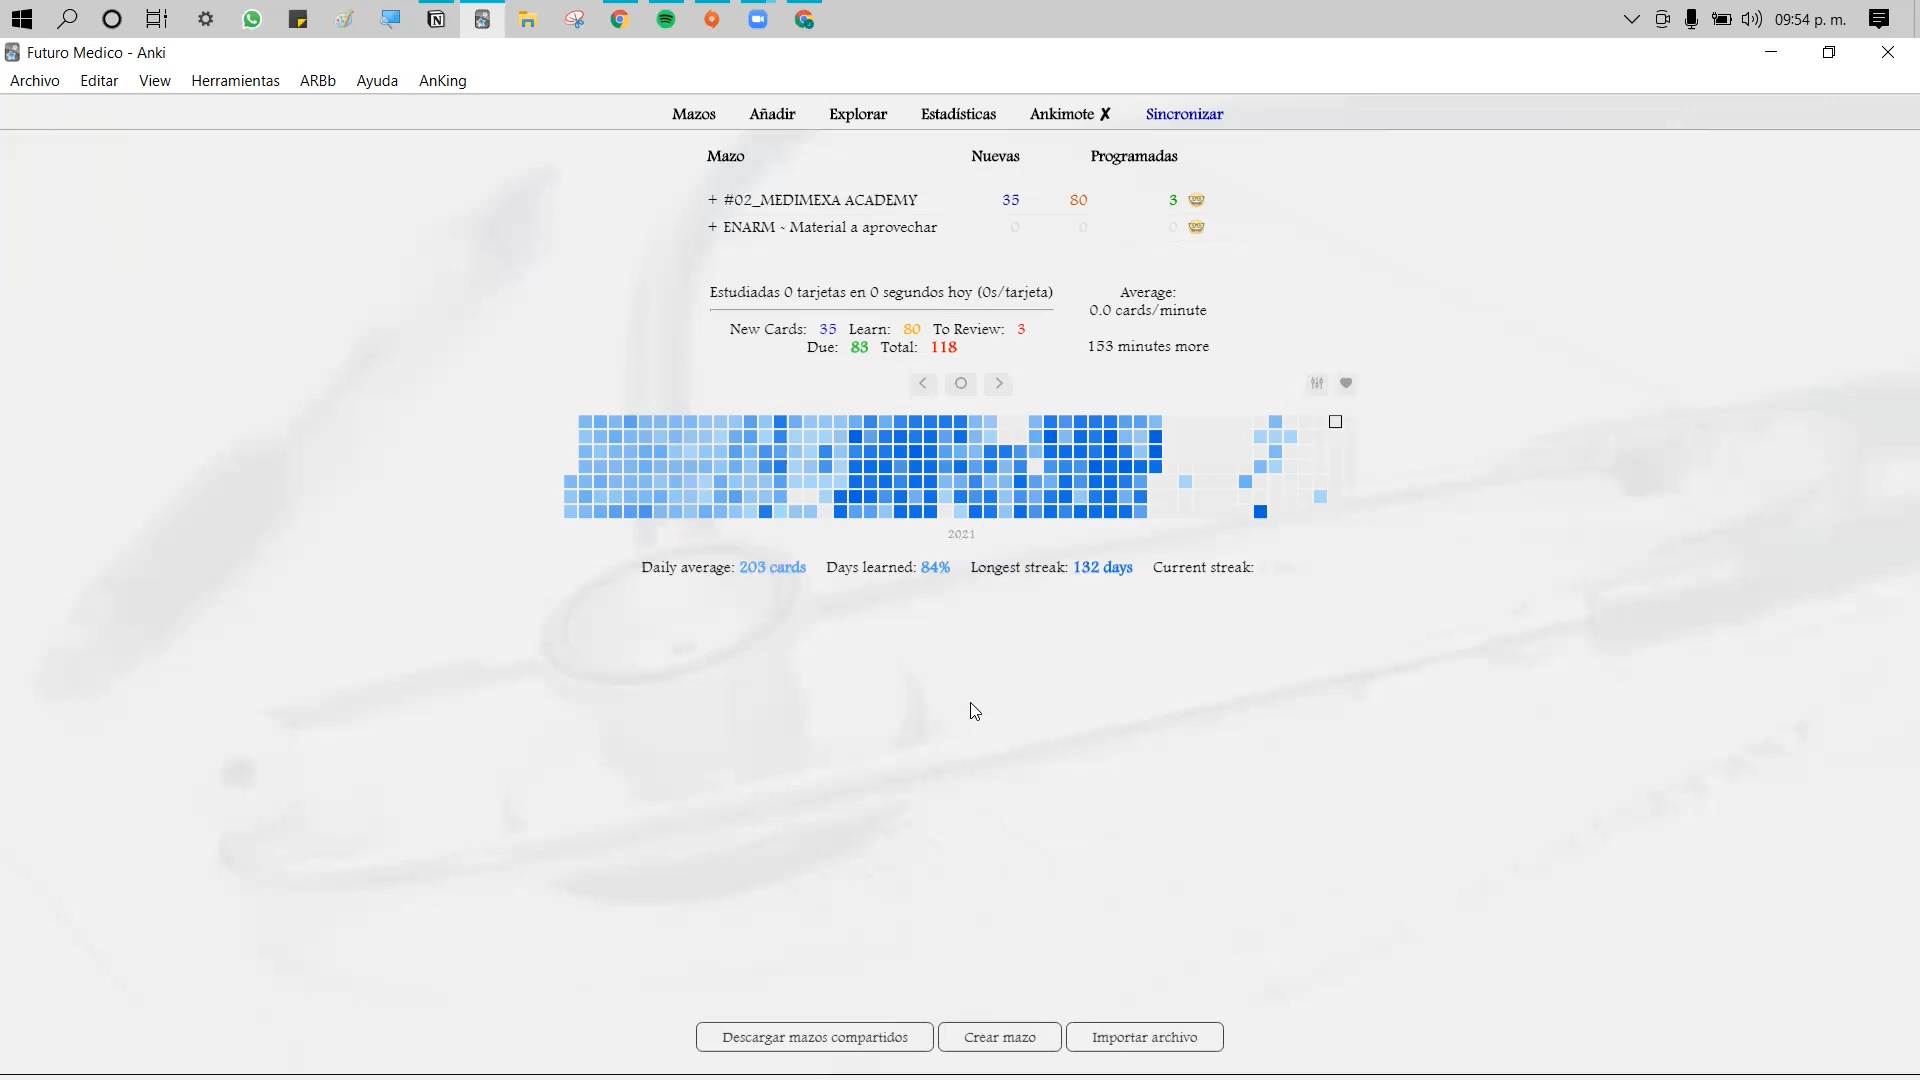 09:54 p. m.
Futuro Medico - Anki
Archivo Editar View Herramientas ARBb Ayuda AnKing
Mazos Añadir Explorar Estadísticas Ankimote ✗ Sincronizar
Mazo Nuevas Programadas
+ #02_MEDIMEXA ACADEMY 35 80 3
+ ENARM ~ Material a aprovechar 0 0 0
Estudiadas 0 tarjetas en 0 segundos hoy (0s/tarjeta)
Average:
0.0 cards/minute
New Cards: 35 Learn: 80 To Review: 3
Due: 83 Total: 118
153 minutes more
2021
Daily average: 203 cards Days learned: 84% Longest streak: 132 days Current streak:
Descargar mazos compartidos Crear mazo Importar archivo